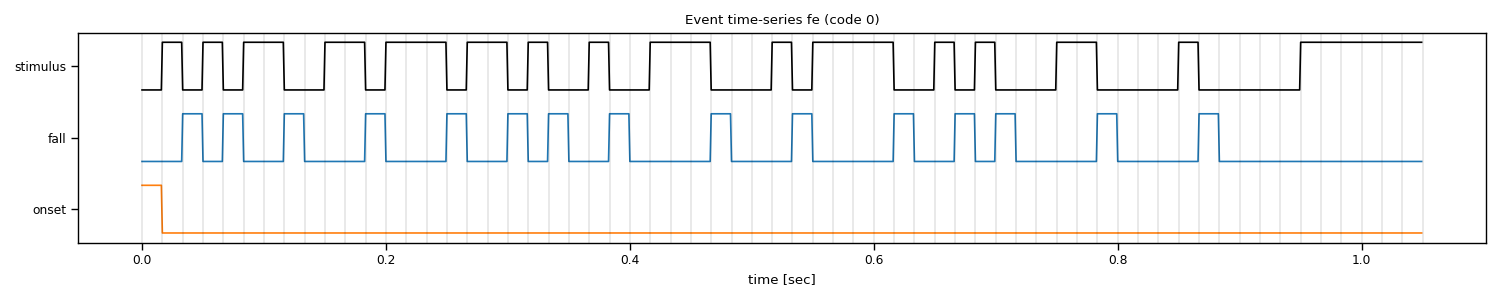 Event time-series fe (code 0)
stimulus
fall
onset
0.0 0.2 0.4 0.6 0.8 1.0
time [sec]